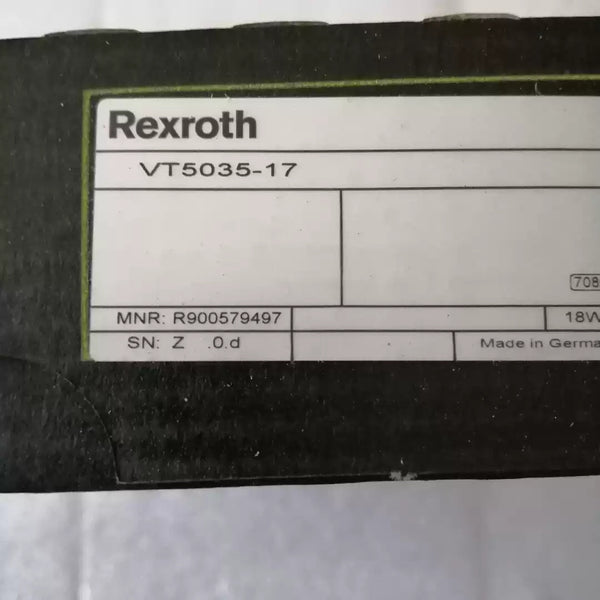 Rexroth
VT5035-17
708
MNR: R900579497
18W
SN: Z .0.d
Made in Germa